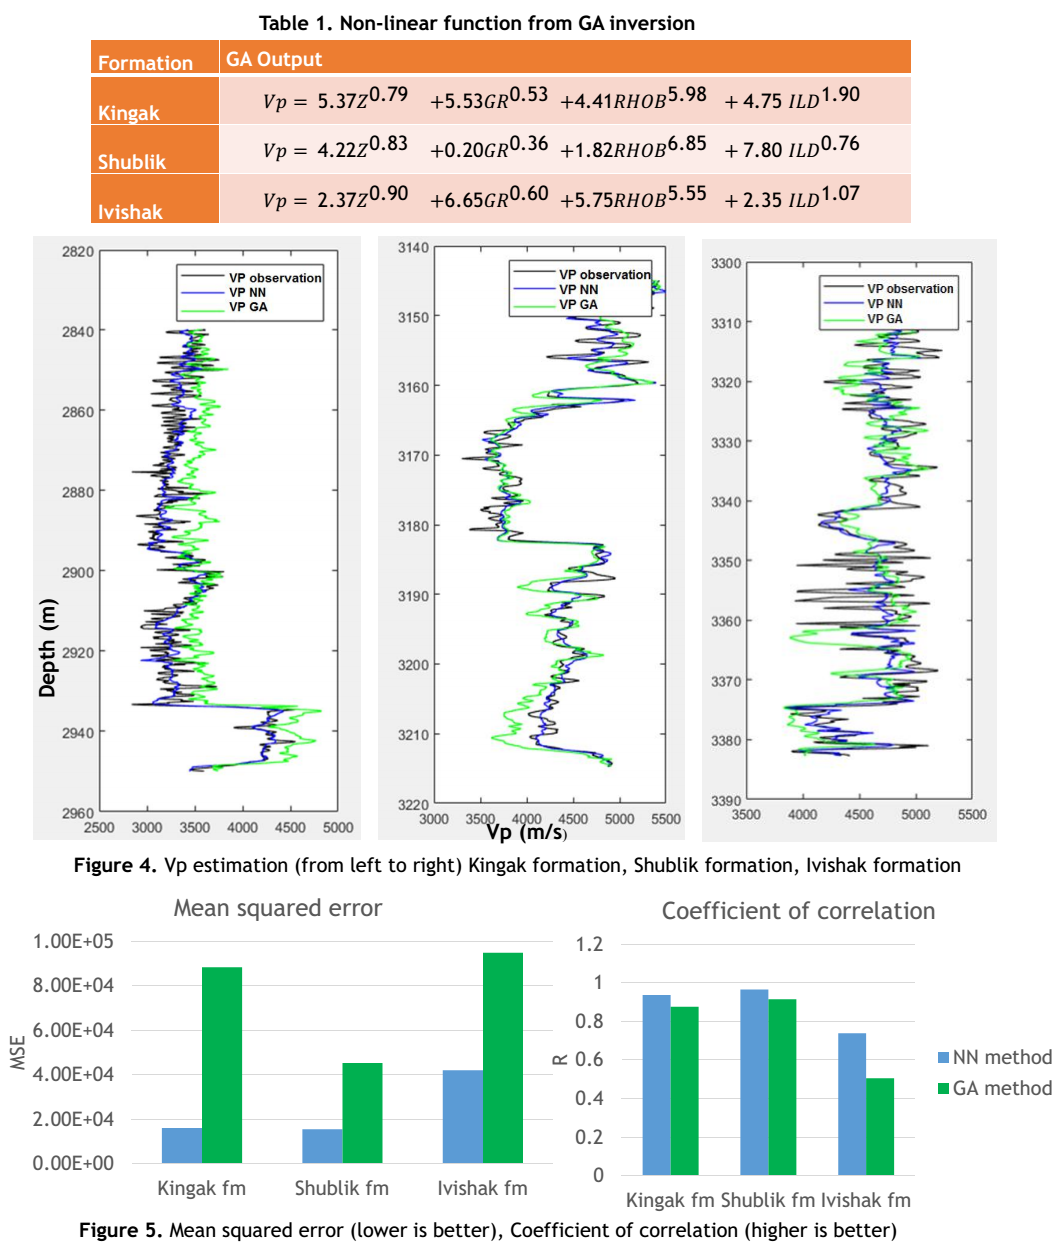 Table 1. Non-linear function from GA inversion
Formation GA Output
Kingak Vp = 5.37Z^0.79 +5.53GR^0.53 +4.41RHOB^5.98 + 4.75 ILD^1.90
Shublik Vp = 4.22Z^0.83 +0.20GR^0.36 +1.82RHOB^6.85 + 7.80 ILD^0.76
Ivishak Vp = 2.37Z^0.90 +6.65GR^0.60 +5.75RHOB^5.55 + 2.35 ILD^1.07
Depth (m)
2820
2840
2860
2880
2900
2920
2940
2960
2500 3000 3500 4000 4500 5000
VP observation
VP NN
VP GA
3140
3150
3160
3170
3180
3190
3200
3210
3220
3000 3500 4000 4500 5000 5500
VP observation
VP NN
VP GA
Vp (m/s)
3300
3310
3320
3330
3340
3350
3360
3370
3380
3390
3500 4000 4500 5000 5500
VP observation
VP NN
VP GA
Figure 4. Vp estimation (from left to right) Kingak formation, Shublik formation, Ivishak formation
Mean squared error
MSE
1.00E+05
8.00E+04
6.00E+04
4.00E+04
2.00E+04
0.00E+00
Kingak fm Shublik fm Ivishak fm
Coefficient of correlation
R
1.2
1
0.8
0.6
0.4
0.2
0
Kingak fm Shublik fm Ivishak fm
NN method
GA method
Figure 5. Mean squared error (lower is better), Coefficient of correlation (higher is better)